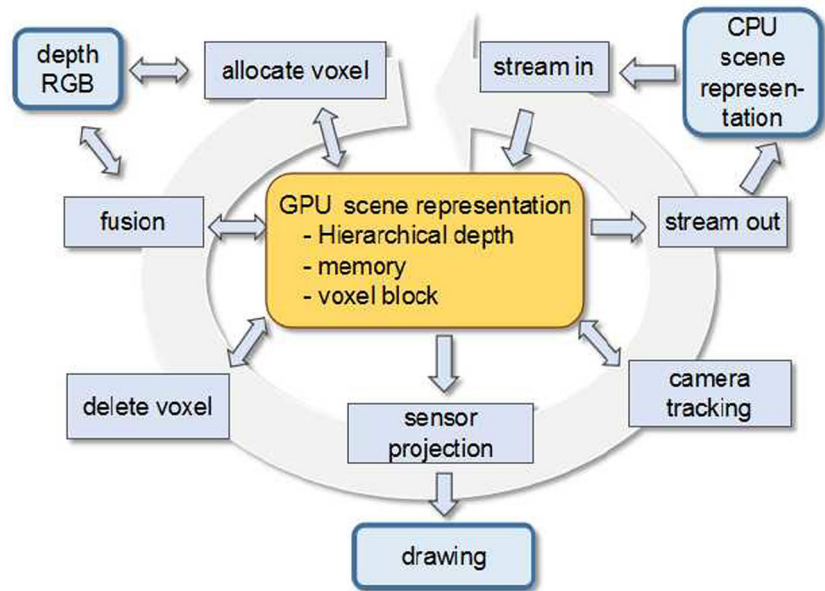 depth
RGB
allocate voxel
stream in
CPU
scene
represen-
tation
fusion
GPU scene representation
- Hierarchical depth
- memory
- voxel block
stream out
delete voxel
sensor
projection
camera
tracking
drawing